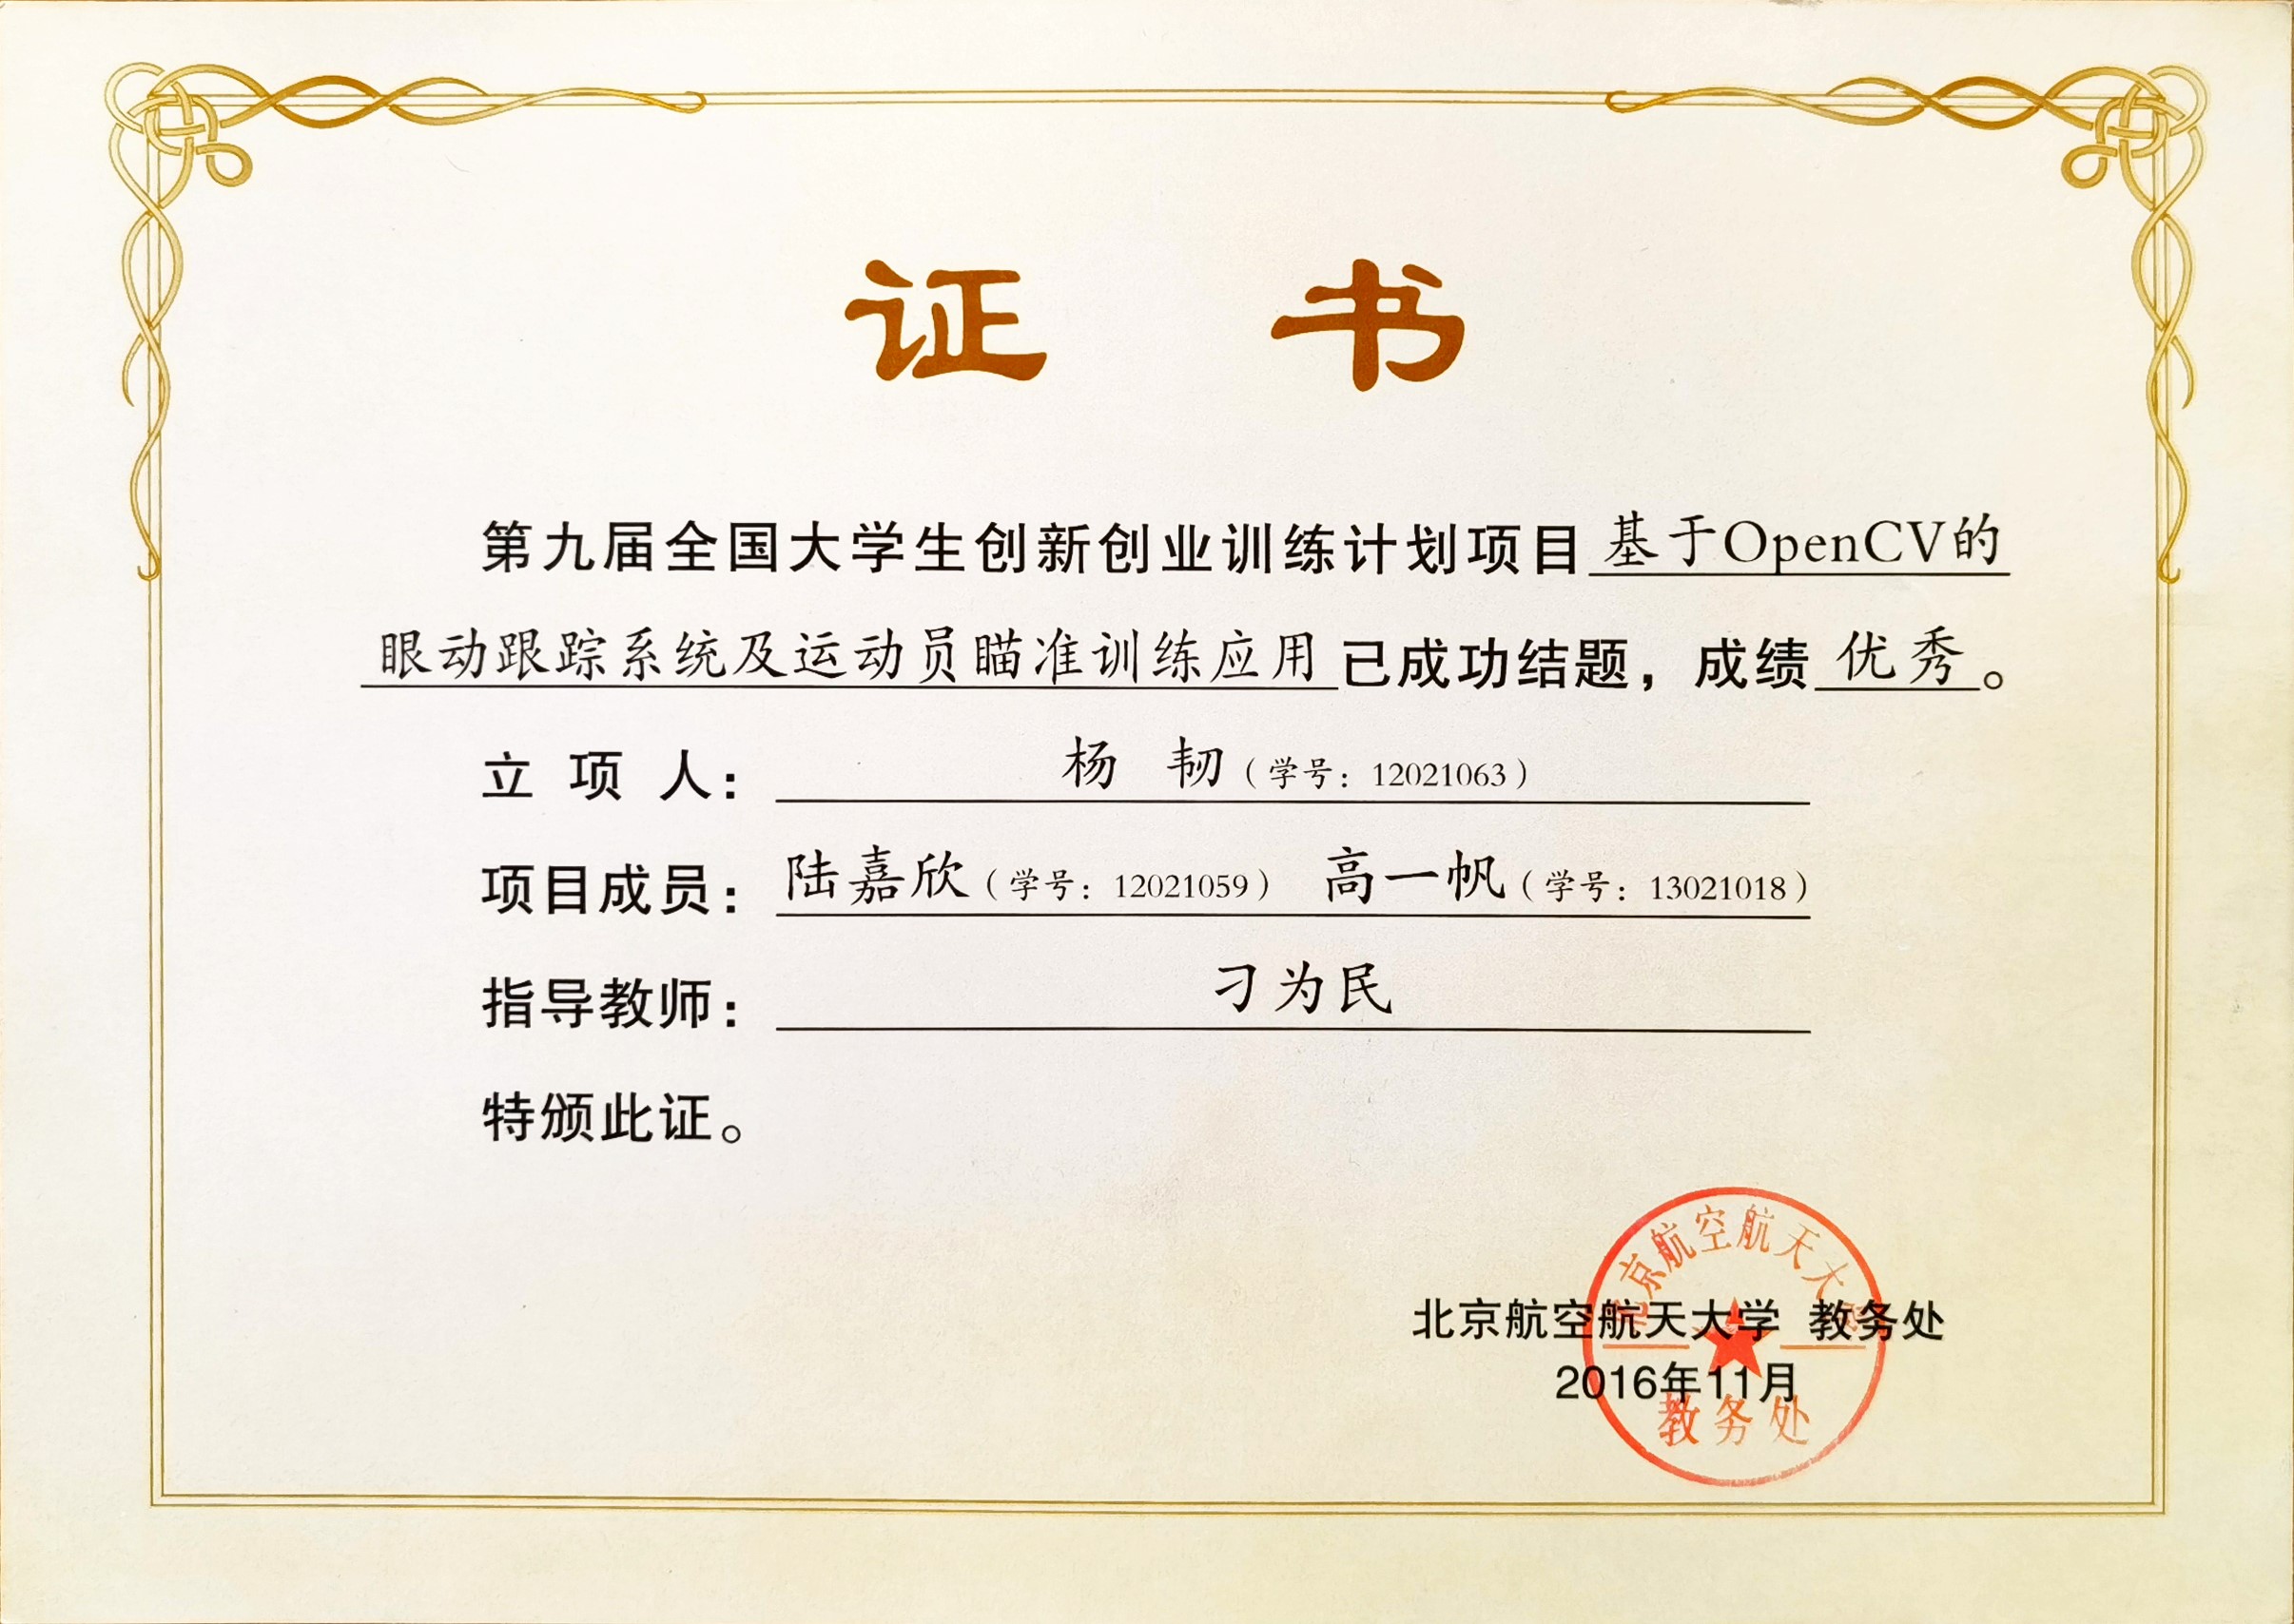 证 书
第九届全国大学生创新创业训练计划项目 基于OpenCV的
眼动跟踪系统及运动员瞄准训练应用 已成功结题，成绩 优秀。
立 项 人： 杨 韧（学号：12021063）
项目成员： 陆嘉欣（学号：12021059） 高一帆（学号：13021018）
指导教师： 刁为民
特颁此证。
北京航空航天大学 教务处
2016年11月
北京航空航天大学
教务处